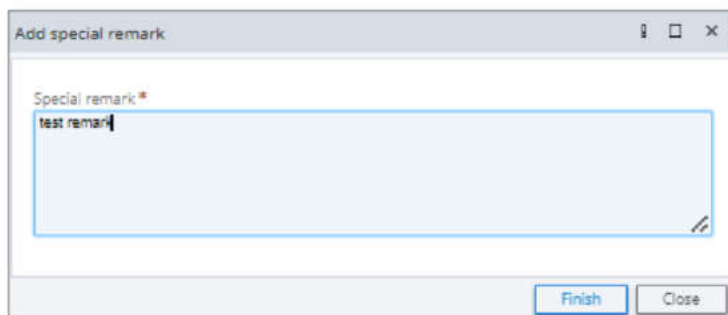 Add special remark
Special remark *
test remark
Finish Close